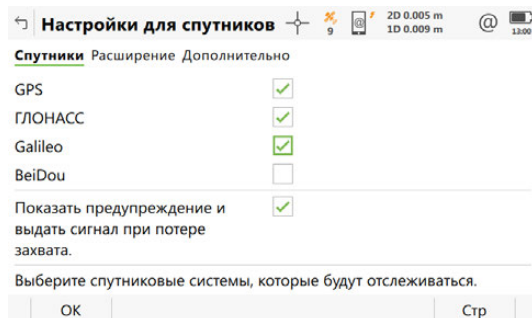 Настройки для спутников
9
2D 0.005 m
1D 0.009 m
@
13:00
Спутники Расширение Дополнительно
GPS
ГЛОНАСС
Galileo
BeiDou
Показать предупреждение и
выдать сигнал при потере
захвата.
Выберите спутниковые системы, которые будут отслеживаться.
OK
Стр